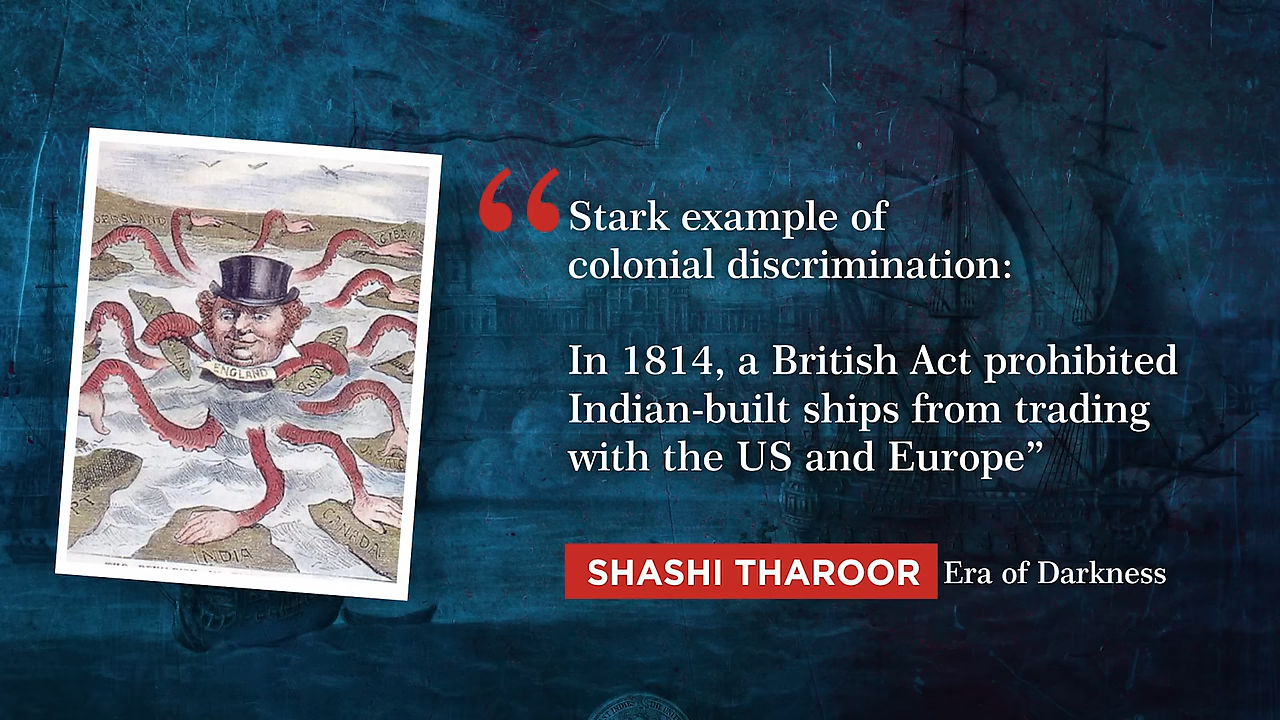 “Stark example of
colonial discrimination:
In 1814, a British Act prohibited
Indian-built ships from trading
with the US and Europe”
SHASHI THAROOR Era of Darkness
ENGLAND
INDIA
CANADA